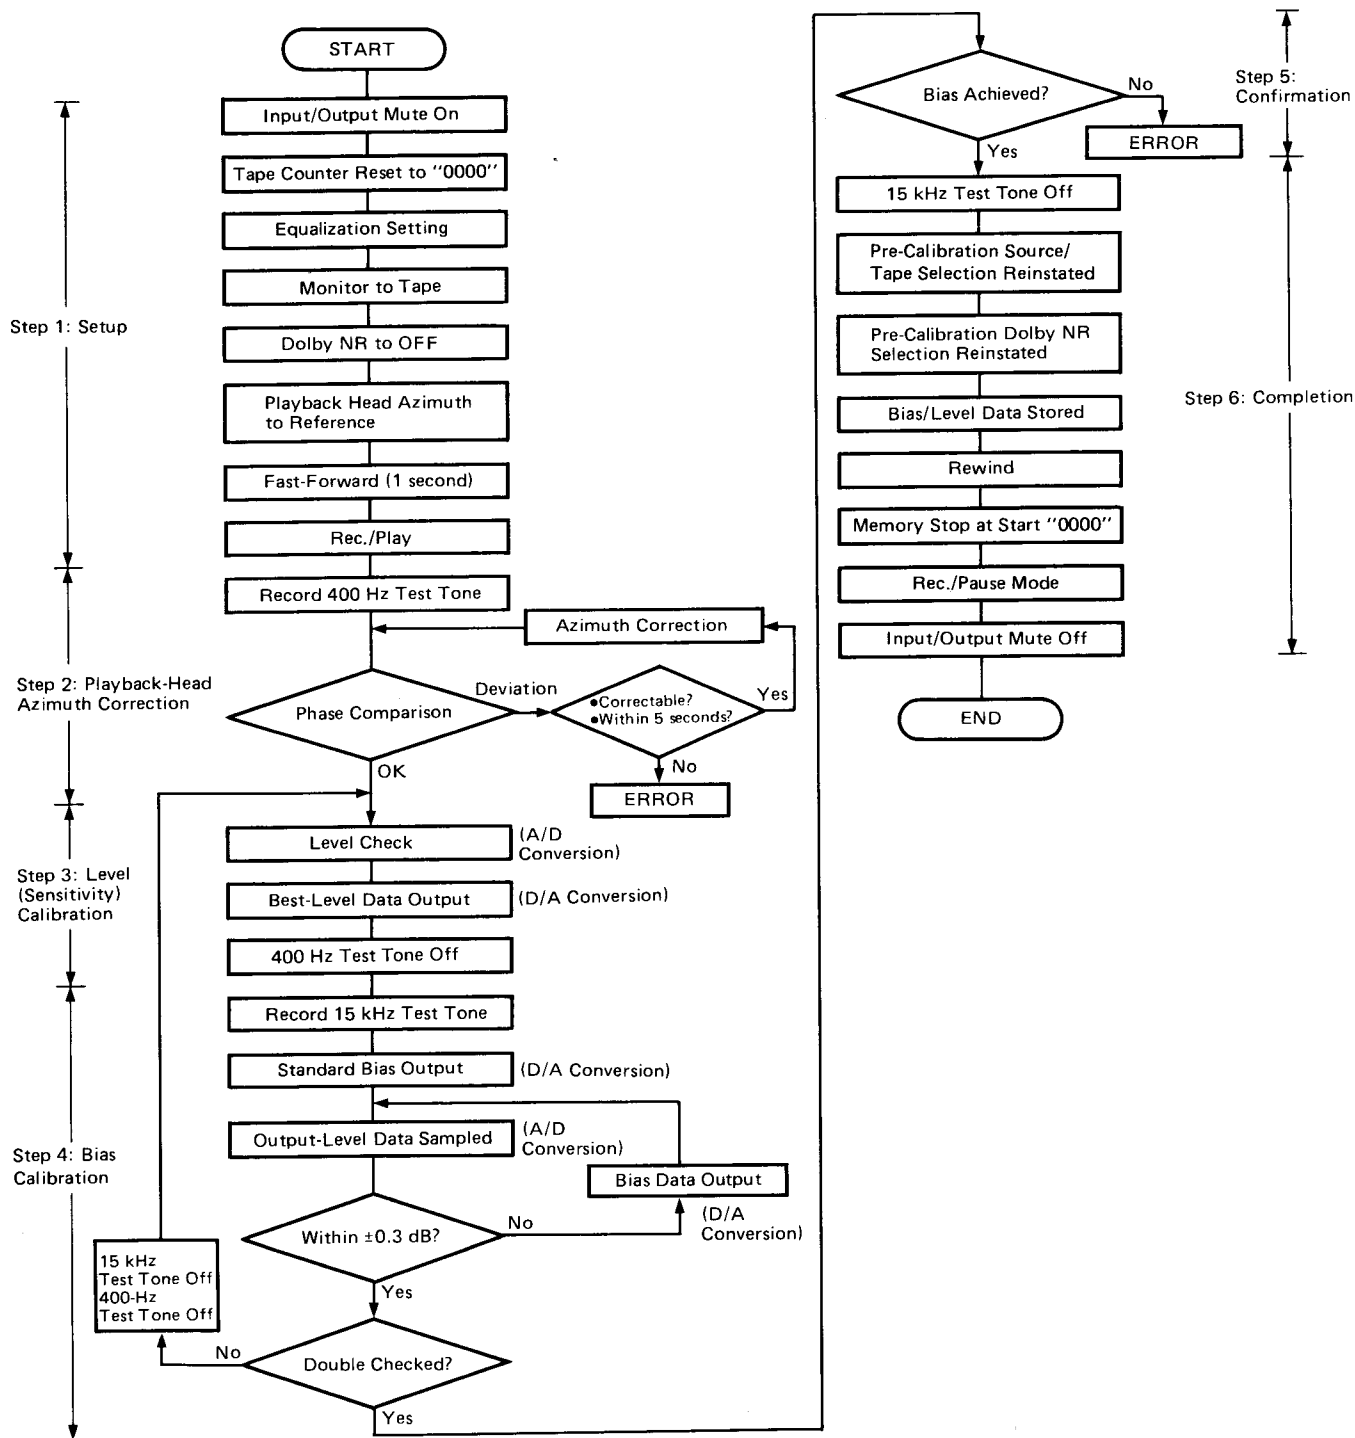 START
Input/Output Mute On
Tape Counter Reset to "0000"
Equalization Setting
Monitor to Tape
Dolby NR to OFF
Playback Head Azimuth
to Reference
Fast-Forward (1 second)
Rec./Play
Step 1: Setup
Record 400 Hz Test Tone
Azimuth Correction
Phase Comparison
Deviation
●Correctable?
●Within 5 seconds?
Yes
No
ERROR
OK
Step 2: Playback-Head
Azimuth Correction
Level Check
(A/D
Conversion)
Best-Level Data Output
(D/A Conversion)
400 Hz Test Tone Off
Step 3: Level
(Sensitivity)
Calibration
Record 15 kHz Test Tone
Standard Bias Output
(D/A Conversion)
Output-Level Data Sampled
(A/D
Conversion)
Bias Data Output
(D/A
Conversion)
Within ±0.3 dB?
No
Yes
Step 4: Bias
Calibration
15 kHz
Test Tone Off
400-Hz
Test Tone Off
No
Double Checked?
Yes
Bias Achieved?
No
ERROR
Yes
Step 5:
Confirmation
15 kHz Test Tone Off
Pre-Calibration Source/
Tape Selection Reinstated
Pre-Calibration Dolby NR
Selection Reinstated
Bias/Level Data Stored
Rewind
Memory Stop at Start "0000"
Rec./Pause Mode
Input/Output Mute Off
Step 6: Completion
END